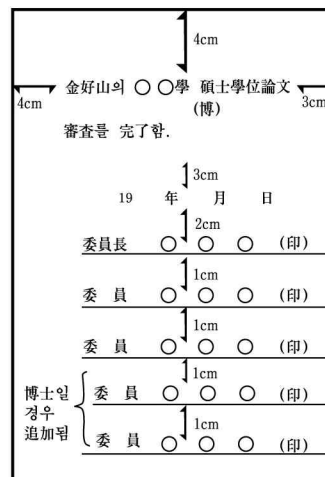 4cm
4cm 金好山의 ○ ○學 碩士學位論文 3cm
(博)
審査를 完了함.
3cm
19 年 月 日
2cm
委員長 ○ ○ ○ (印)
1cm
委 員 ○ ○ ○ (印)
1cm
委 員 ○ ○ ○ (印)
1cm
博士일 委 員 ○ ○ ○ (印)
경우 1cm
追加됨 委 員 ○ ○ ○ (印)